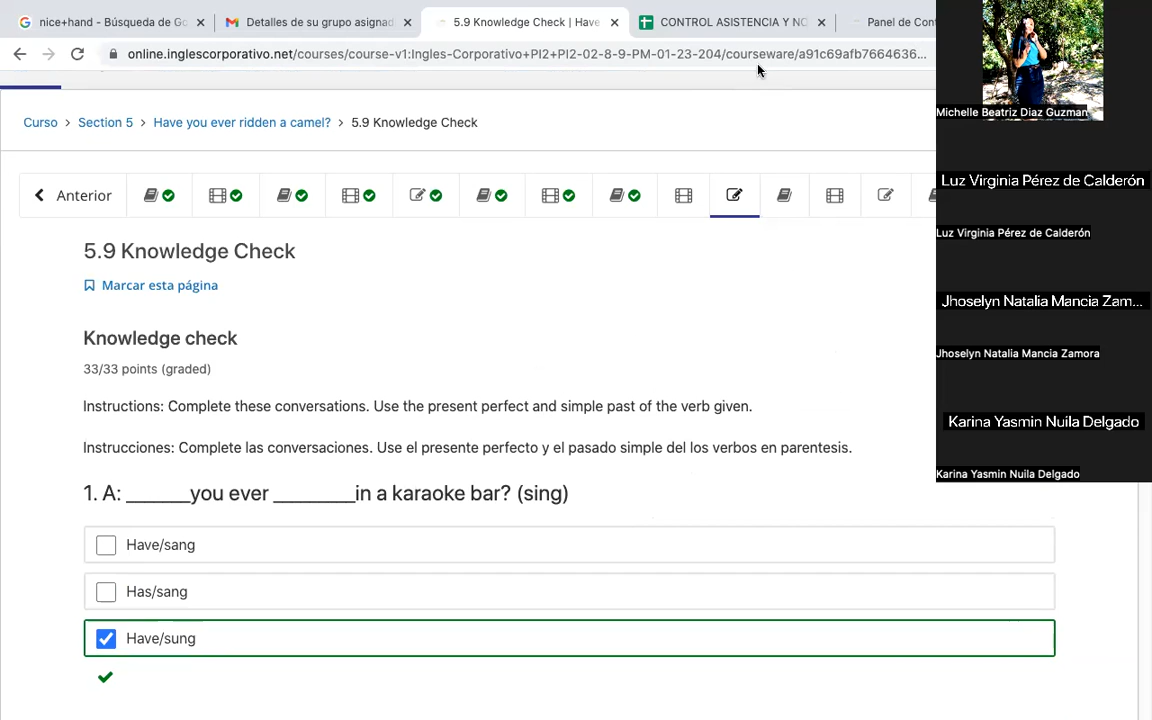 nice+hand - Búsqueda de Go
Detalles de su grupo asignad
5.9 Knowledge Check | Have
CONTROL ASISTENCIA Y NO
Panel de Cont
online.inglescorporativo.net/courses/course-v1:Ingles-Corporativo+PI2+PI2-02-8-9-PM-01-23-204/courseware/a91c69afb7664636...
Michelle Beatriz Diaz Guzman
Curso > Section 5 > Have you ever ridden a camel? > 5.9 Knowledge Check
Luz Virginia Pérez de Calderón
Anterior
Luz Virginia Pérez de Calderón
5.9 Knowledge Check
Marcar esta página
Jhoselyn Natalia Mancia Zam...
Knowledge check
Jhoselyn Natalia Mancia Zamora
33/33 points (graded)
Instructions: Complete these conversations. Use the present perfect and simple past of the verb given.
Karina Yasmin Nuila Delgado
Instrucciones: Complete las conversaciones. Use el presente perfecto y el pasado simple del los verbos en parentesis.
Karina Yasmin Nuila Delgado
1. A: _______you ever _________in a karaoke bar? (sing)
Have/sang
Has/sang
Have/sung